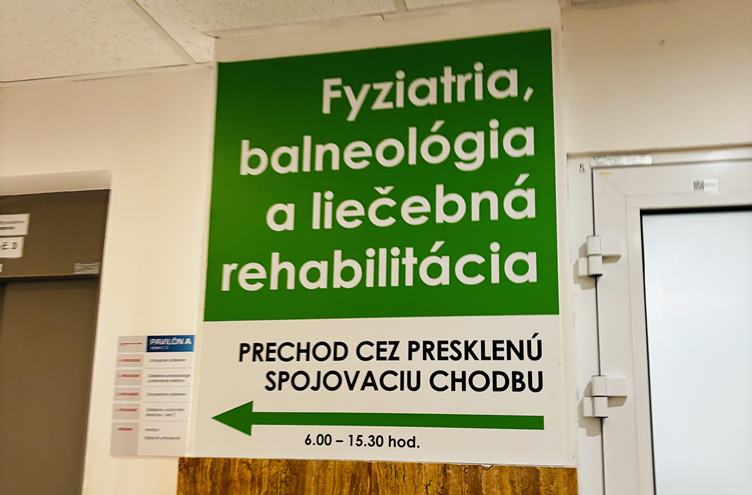 Fyziatria,
balneológia
a liečebná
rehabilitácia
PRECHOD CEZ PRESKLENÚ
SPOJOVACIU CHODBU
6.00 – 15.30 hod.
PAVILÓN A